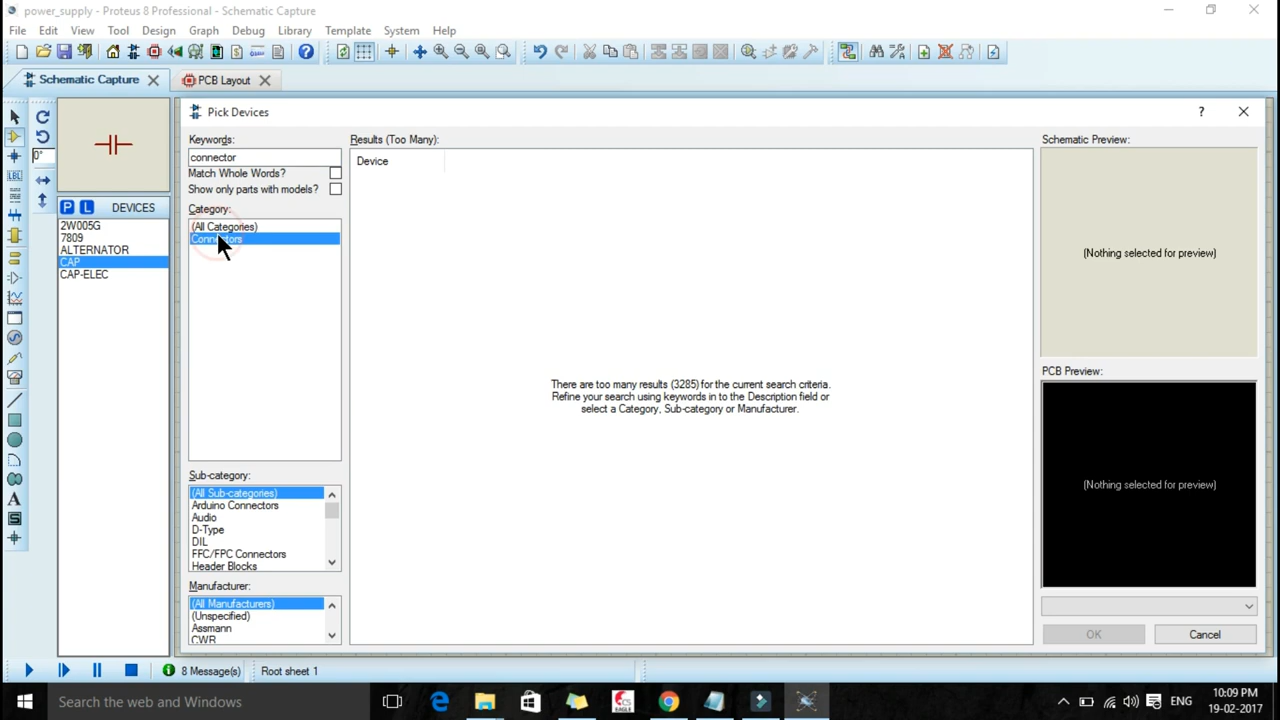 power_supply - Proteus 8 Professional - Schematic Capture
File Edit View Tool Design Graph Debug Library Template System Help
Schematic Capture PCB Layout
Pick Devices ?
Keywords: Results (Too Many): Schematic Preview:
0°
connector
Device
Match Whole Words?
Show only parts with models?
LBL
P L DEVICES
Category:
2W005G
7809
ALTERNATOR
CAP
CAP-ELEC
(All Categories)
Connectors
(Nothing selected for preview)
PCB Preview:
There are too many results (3285) for the current search criteria.
Refine your search using keywords in to the Description field or
select a Category, Sub-category or Manufacturer.
Sub-category:
(All Sub-categories)
Arduino Connectors
Audio
D-Type
DIL
FFC/FPC Connectors
Header Blocks
(Nothing selected for preview)
A
S
Manufacturer:
(All Manufacturers)
(Unspecified)
Assmann
CWR
OK Cancel
8 Message(s) Root sheet 1
Search the web and Windows
EAGLE
ENG
10:09 PM
19-02-2017